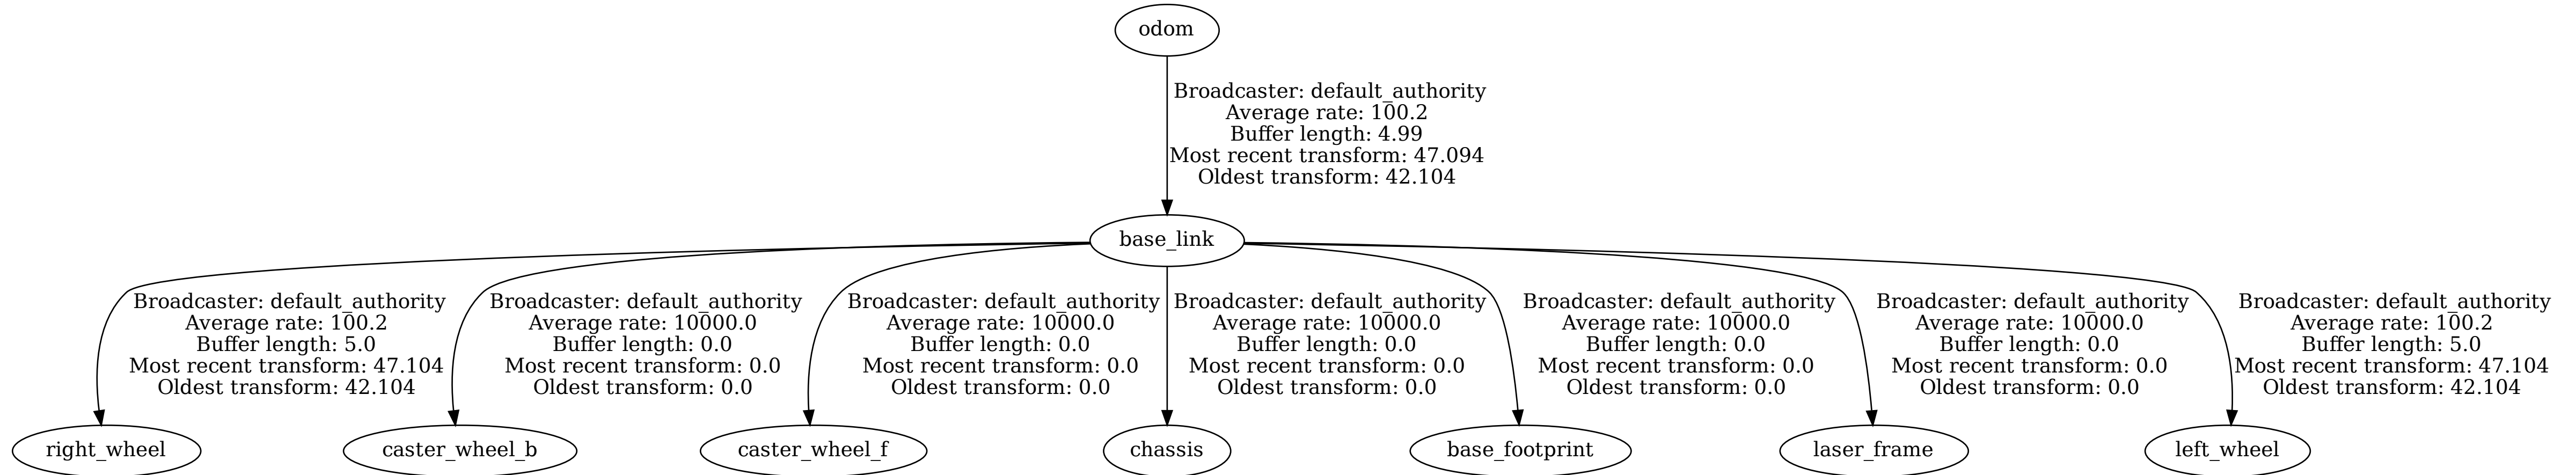 odom
Broadcaster: default_authority
Average rate: 100.2
Buffer length: 4.99
Most recent transform: 47.094
Oldest transform: 42.104
base_link
Broadcaster: default_authority
Average rate: 100.2
Buffer length: 5.0
Most recent transform: 47.104
Oldest transform: 42.104
Broadcaster: default_authority
Average rate: 10000.0
Buffer length: 0.0
Most recent transform: 0.0
Oldest transform: 0.0
Broadcaster: default_authority
Average rate: 10000.0
Buffer length: 0.0
Most recent transform: 0.0
Oldest transform: 0.0
Broadcaster: default_authority
Average rate: 10000.0
Buffer length: 0.0
Most recent transform: 0.0
Oldest transform: 0.0
Broadcaster: default_authority
Average rate: 10000.0
Buffer length: 0.0
Most recent transform: 0.0
Oldest transform: 0.0
Broadcaster: default_authority
Average rate: 10000.0
Buffer length: 0.0
Most recent transform: 0.0
Oldest transform: 0.0
Broadcaster: default_authority
Average rate: 100.2
Buffer length: 5.0
Most recent transform: 47.104
Oldest transform: 42.104
right_wheel
caster_wheel_b
caster_wheel_f
chassis
base_footprint
laser_frame
left_wheel